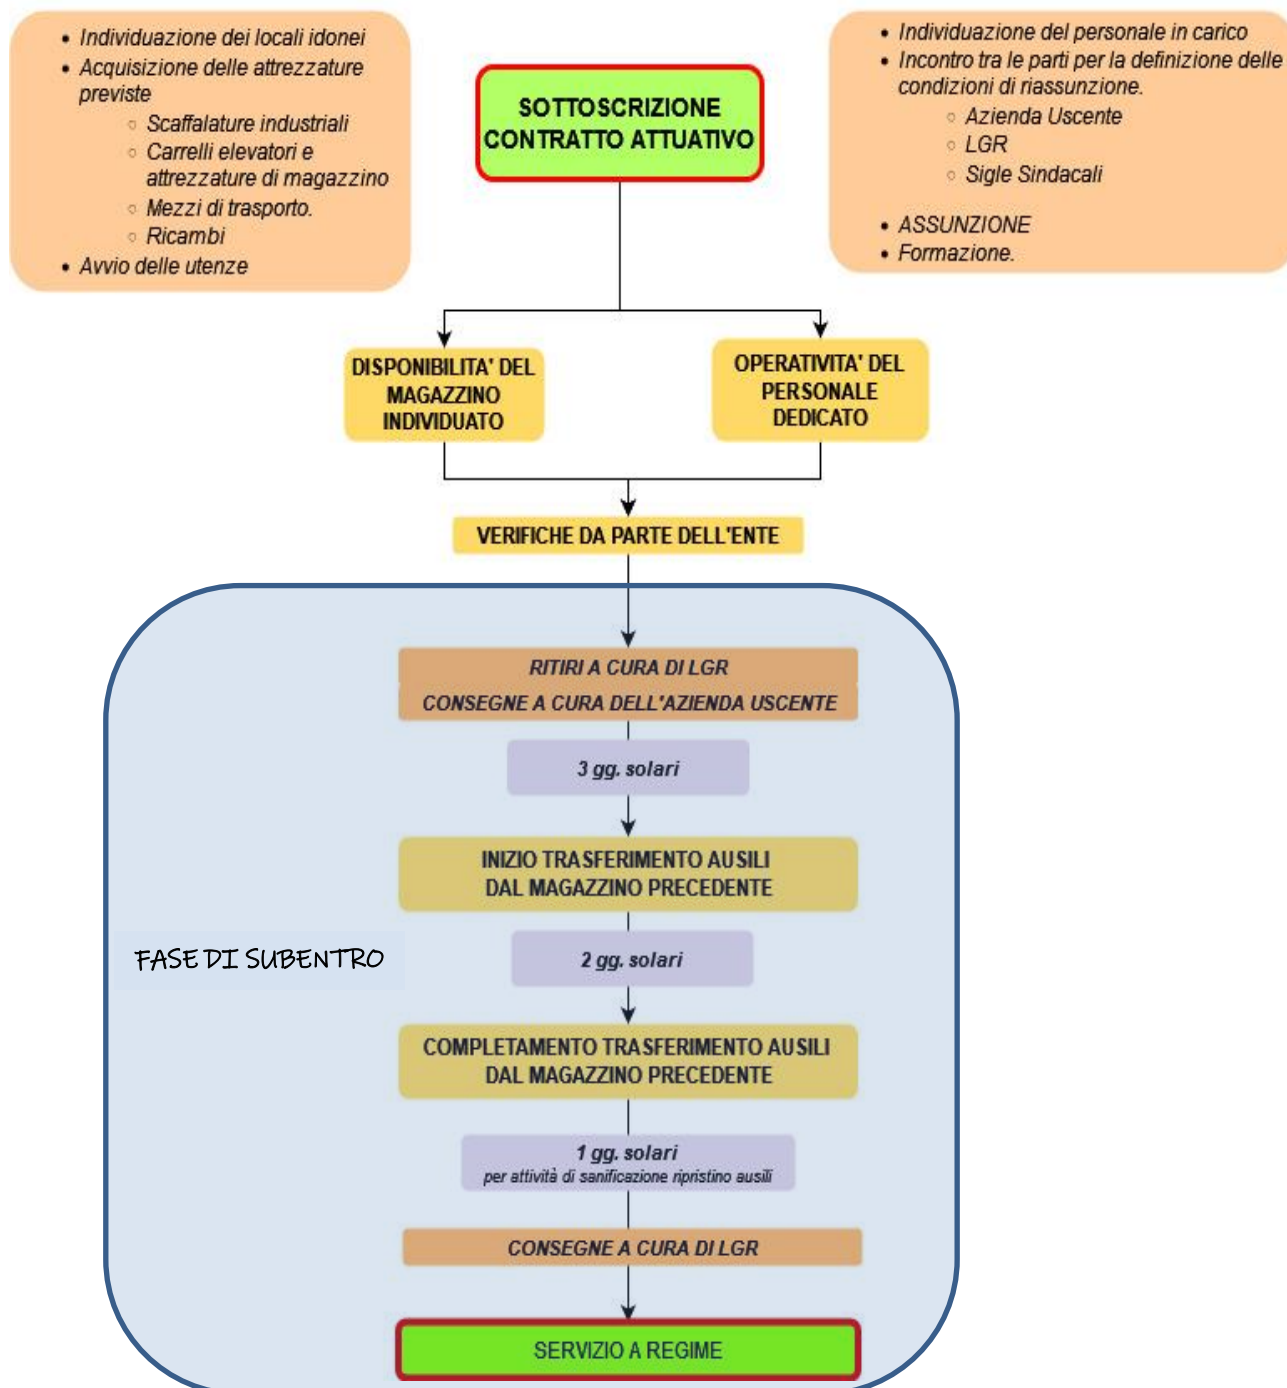 • Individuazione dei locali idonei
• Acquisizione delle attrezzature
previste
○ Scaffalature industriali
○ Carrelli elevatori e
attrezzature di magazzino
○ Mezzi di trasporto.
○ Ricambi
• Avvio delle utenze
SOTTOSCRIZIONE
CONTRATTO ATTUATIVO
• Individuazione del personale in carico
• Incontro tra le parti per la definizione delle
condizioni di riassunzione.
○ Azienda Uscente
○ LGR
○ Sigle Sindacali
• ASSUNZIONE
• Formazione.
DISPONIBILITA' DEL
MAGAZZINO
INDIVIDUATO
OPERATIVITA' DEL
PERSONALE
DEDICATO
VERIFICHE DA PARTE DELL'ENTE
RITIRI A CURA DI LGR
CONSEGNE A CURA DELL'AZIENDA USCENTE
3 gg. solari
INIZIO TRASFERIMENTO AUSILI
DAL MAGAZZINO PRECEDENTE
FASE DI SUBENTRO
2 gg. solari
COMPLETAMENTO TRASFERIMENTO AUSILI
DAL MAGAZZINO PRECEDENTE
1 gg. solari
per attività di sanificazione ripristino ausili
CONSEGNE A CURA DI LGR
SERVIZIO A REGIME